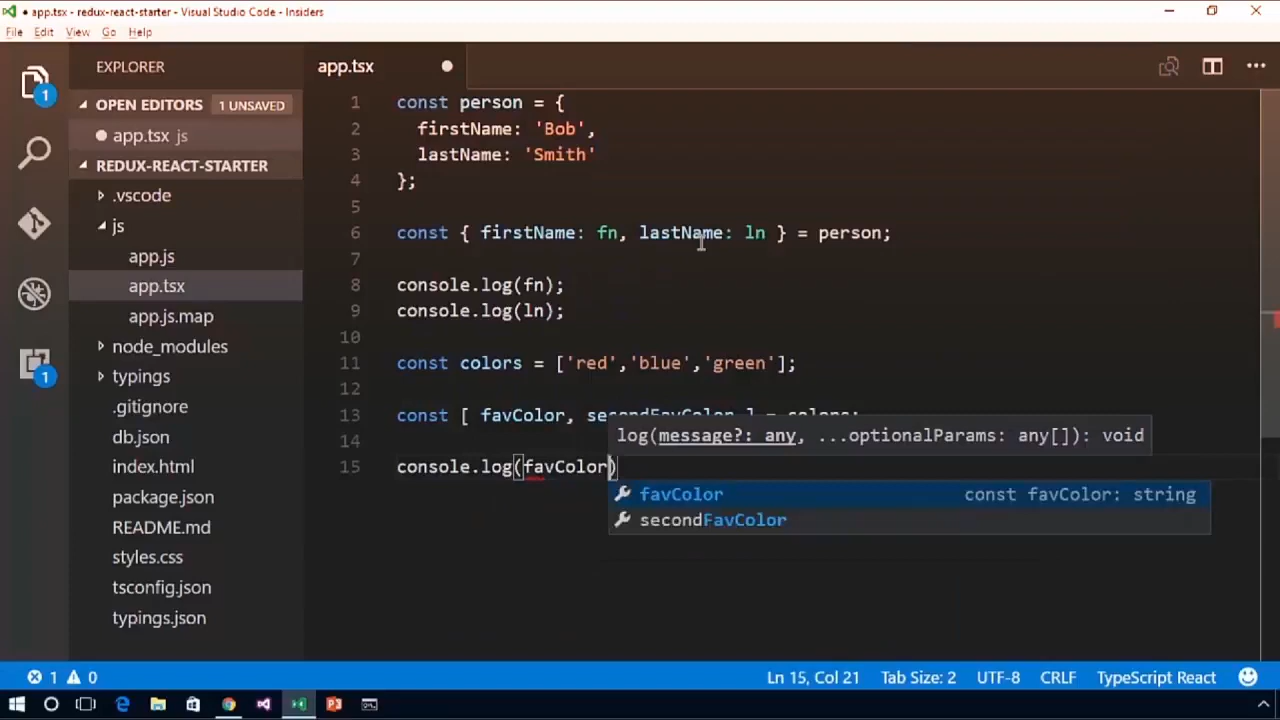 ● app.tsx - redux-react-starter - Visual Studio Code - Insiders
File Edit View Go Help
EXPLORER
OPEN EDITORS 1 UNSAVED
● app.tsx js
REDUX-REACT-STARTER
.vscode
js
app.js
app.tsx
app.js.map
node_modules
typings
.gitignore
db.json
index.html
package.json
README.md
styles.css
tsconfig.json
typings.json
1
1
app.tsx ●
1 const person = {
2   firstName: 'Bob',
3   lastName: 'Smith'
4 };
5
6 const { firstName: fn, lastName: ln } = person;
7
8 console.log(fn);
9 console.log(ln);
10
11 const colors = ['red','blue','green'];
12
13 const [ favColor, secondFavColor ] = colors;
14
15 console.log(favColor)
log(message?: any, ...optionalParams: any[]): void
favColor const favColor: string
secondFavColor
1 0
Ln 15, Col 21 Tab Size: 2 UTF-8 CRLF TypeScript React